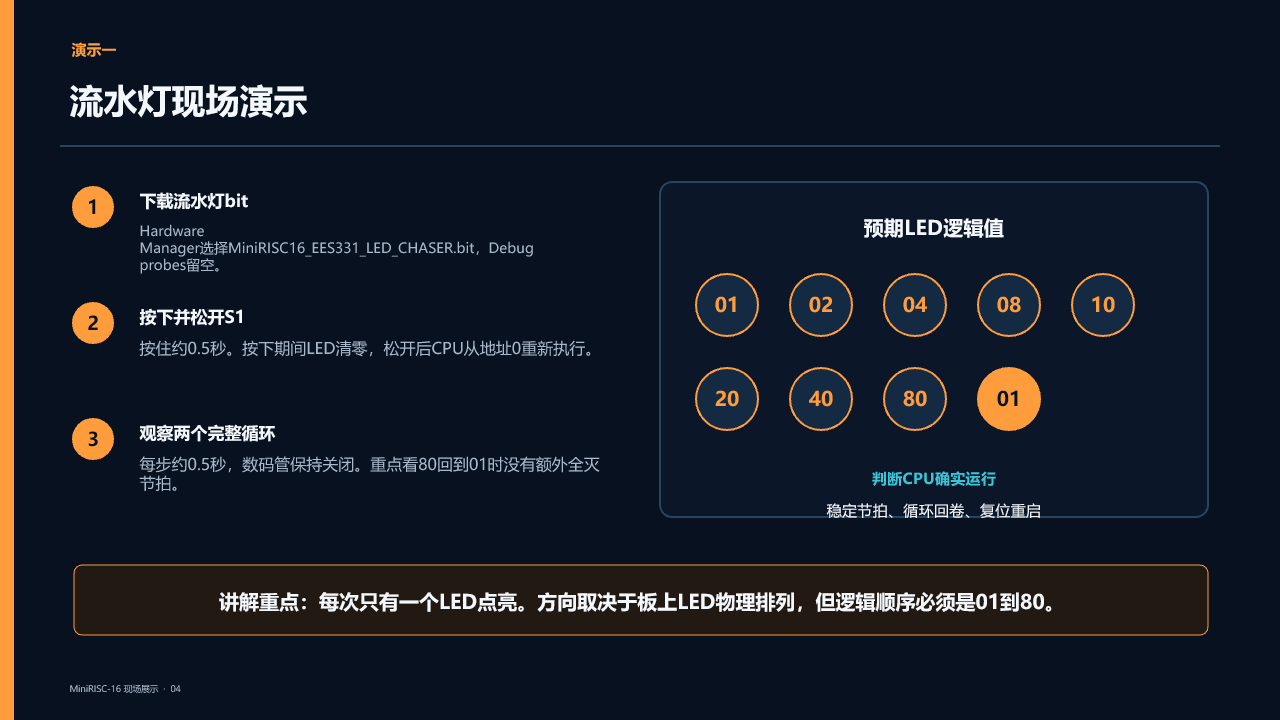 演示一
流水灯现场演示
1
下载流水灯bit
Hardware
Manager选择MiniRISC16_EES331_LED_CHASER.bit，Debug
probes留空。
2
按下并松开S1
按住约0.5秒。按下期间LED清零，松开后CPU从地址0重新执行。
3
观察两个完整循环
每步约0.5秒，数码管保持关闭。重点看80回到01时没有额外全灭
节拍。
预期LED逻辑值
01 02 04 08 10
20 40 80 01
判断CPU确实运行
稳定节拍、循环回卷、复位重启
讲解重点：每次只有一个LED点亮。方向取决于板上LED物理排列，但逻辑顺序必须是01到80。
MiniRISC-16 现场展示 · 04